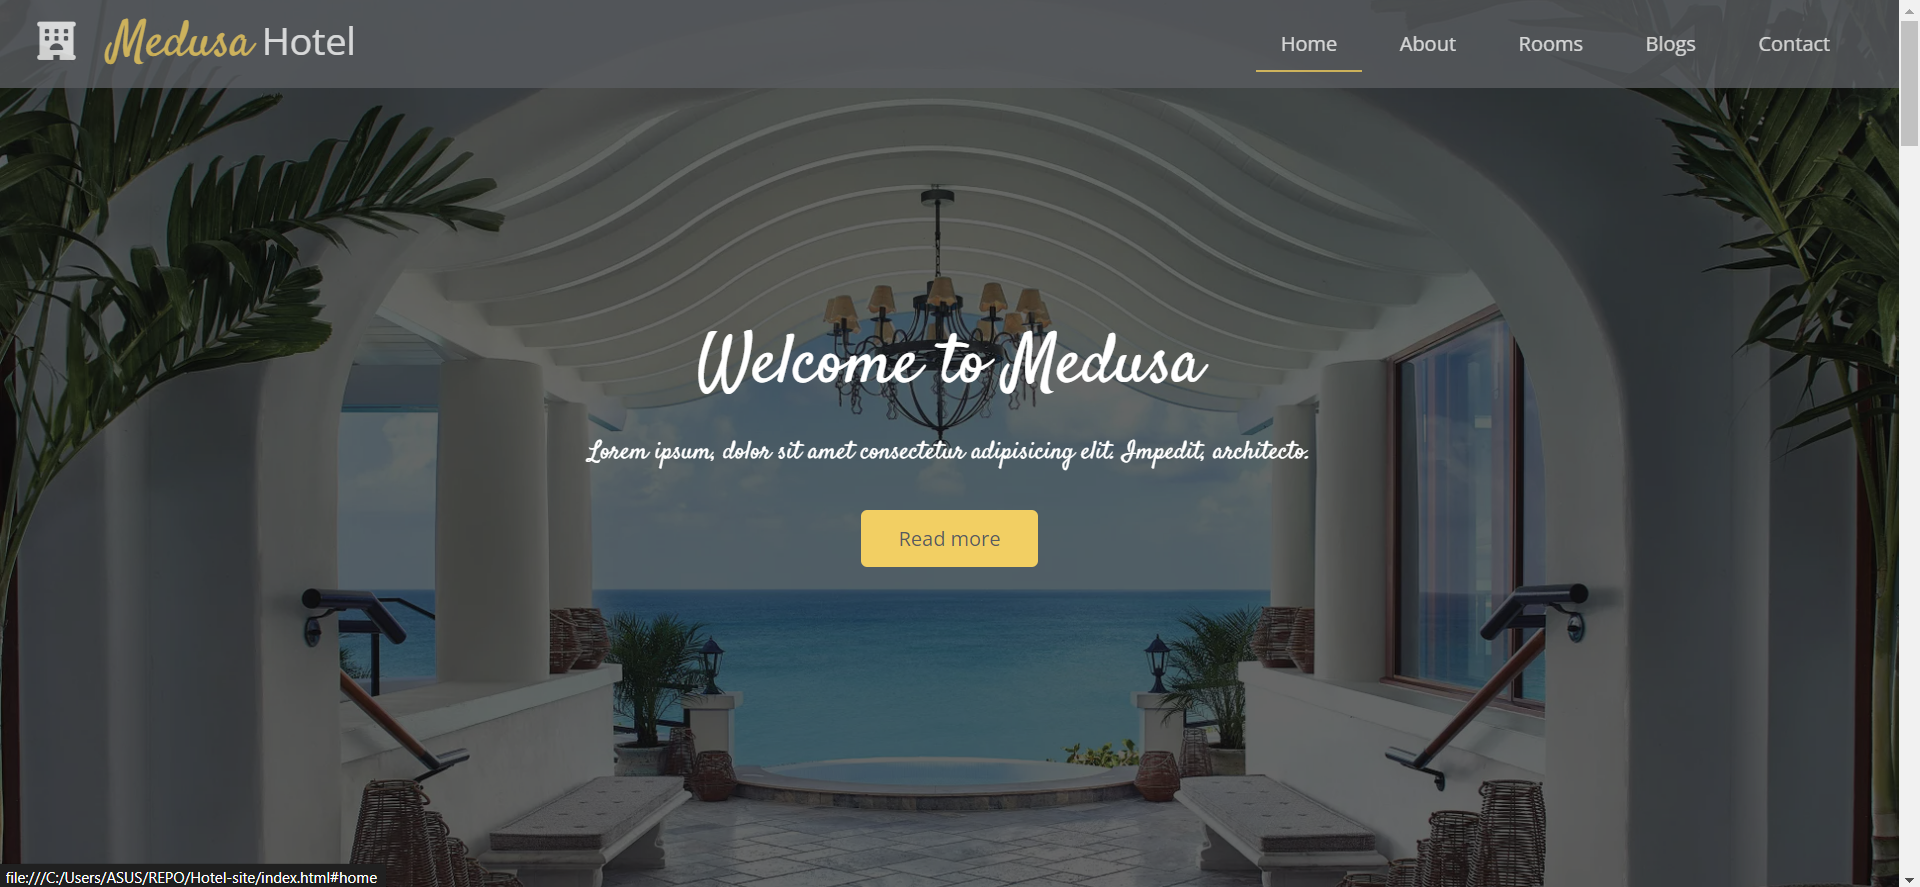 Medusa Hotel
Home About Rooms Blogs Contact
Welcome to Medusa
Lorem ipsum, dolor sit amet consectetur adipisicing elit. Impedit, architecto.
Read more
file:///C:/Users/ASUS/REPO/Hotel-site/index.html#home